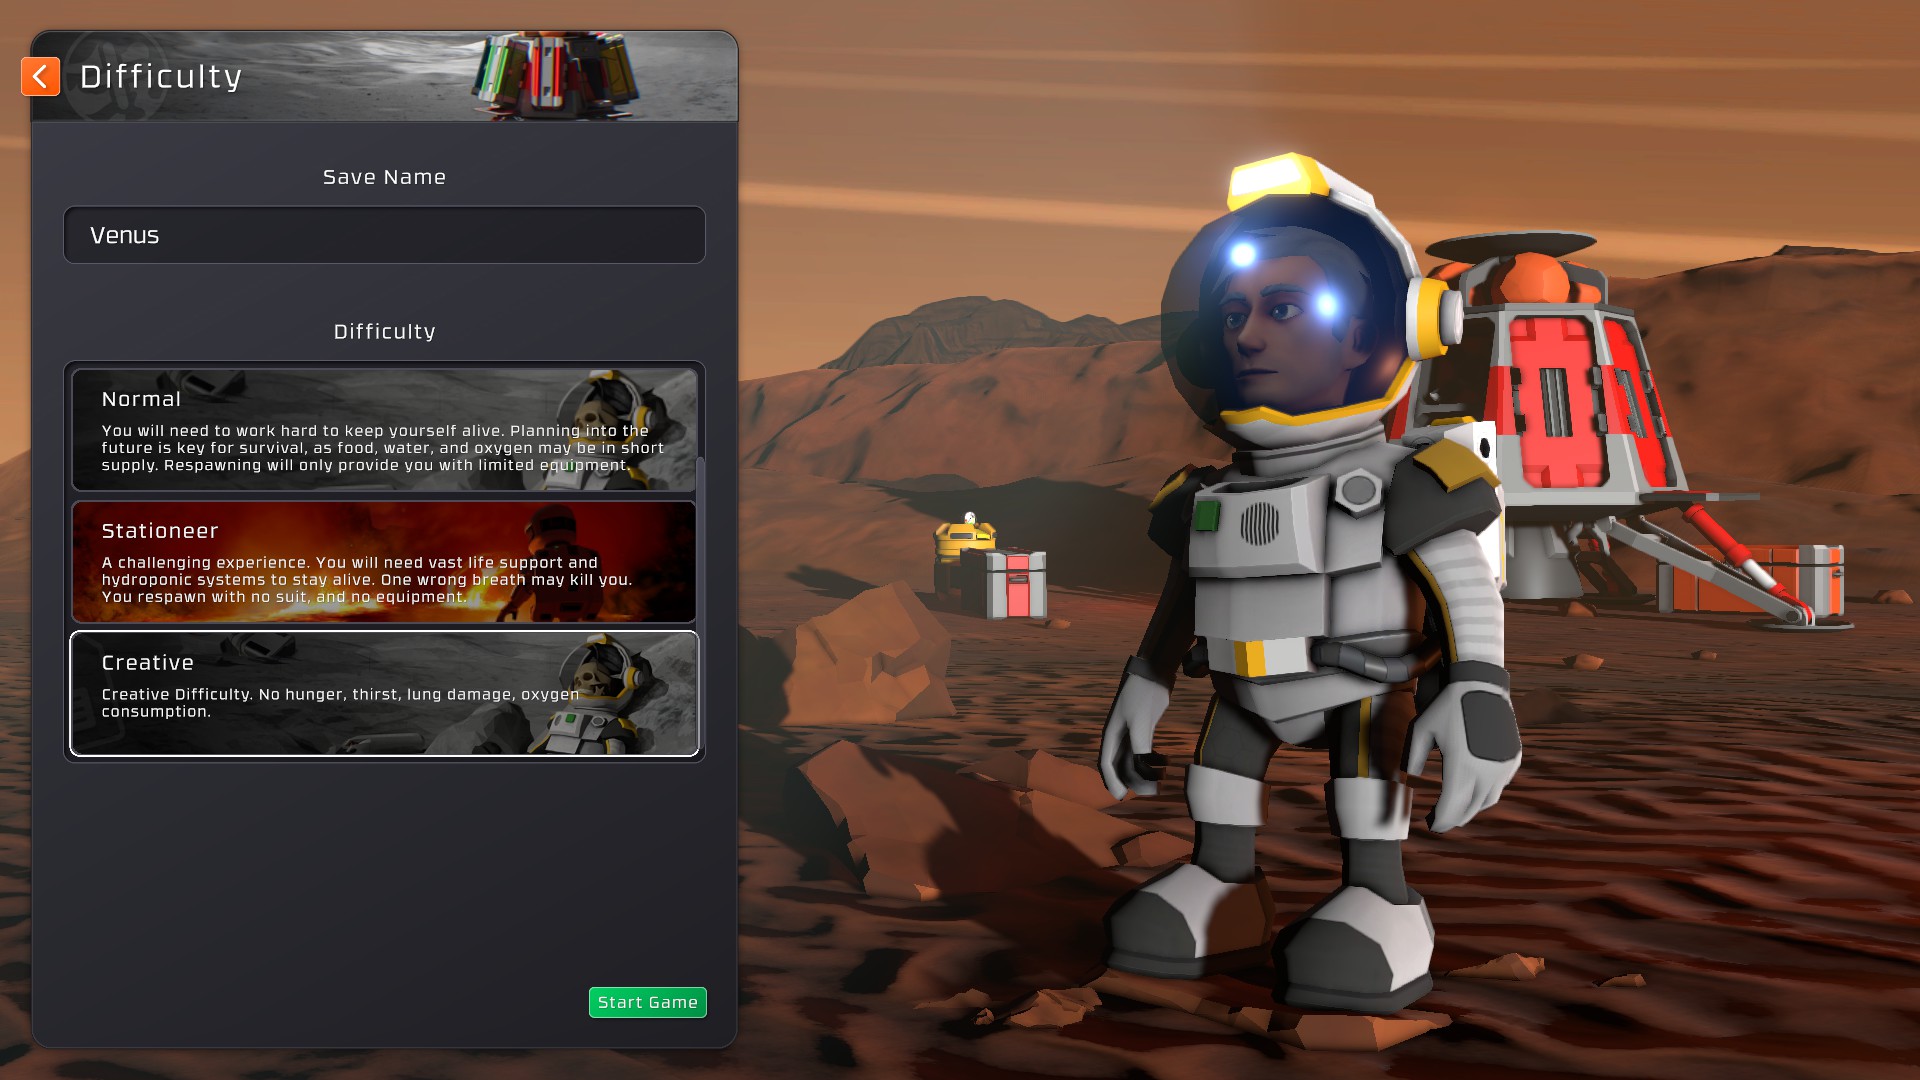 Difficulty
Save Name
Venus
Difficulty
Normal
You will need to work hard to keep yourself alive. Planning into the
future is key for survival, as food, water, and oxygen may be in short
supply. Respawning will only provide you with limited equipment.
Stationeer
A challenging experience. You will need vast life support and
hydroponic systems to stay alive. One wrong breath may kill you.
You respawn with no suit, and no equipment.
Creative
Creative Difficulty. No hunger, thirst, lung damage, oxygen
consumption.
Start Game